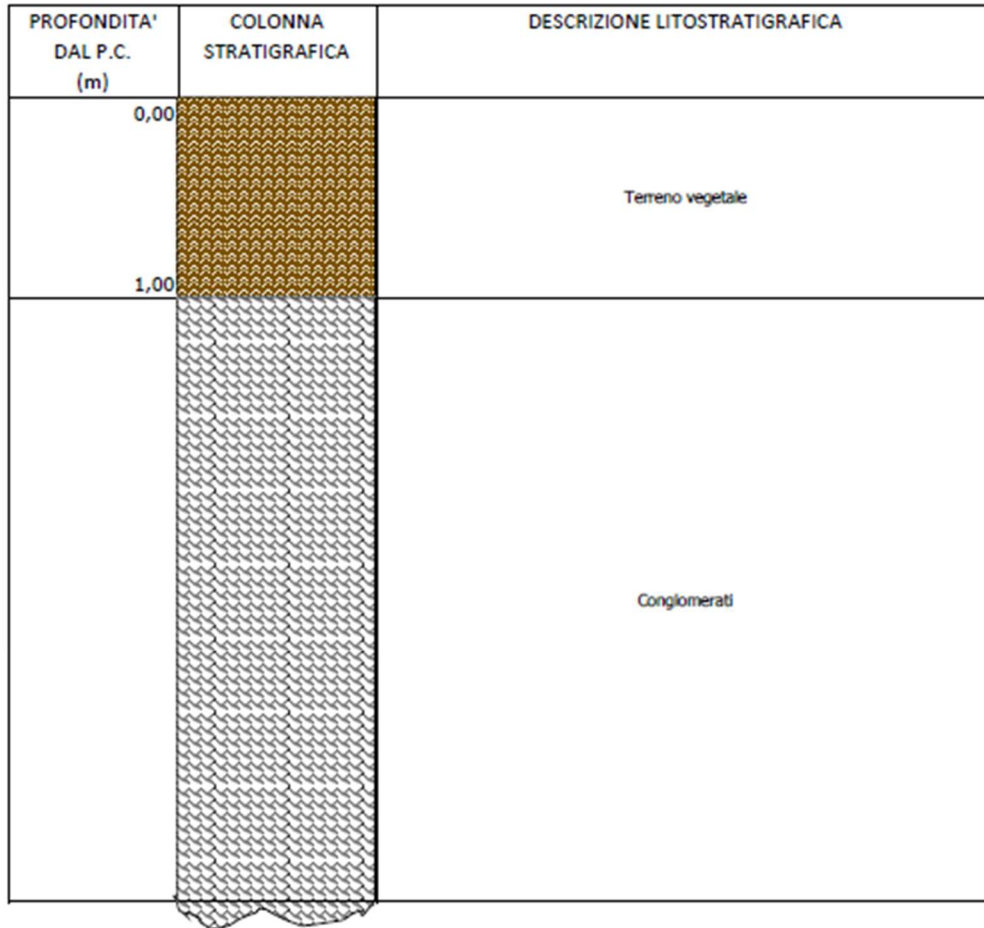 PROFONDITA'
DAL P.C.
(m)
COLONNA
STRATIGRAFICA
DESCRIZIONE LITOSTRATIGRAFICA
0,00
Terreno vegetale
1,00
Conglomerati